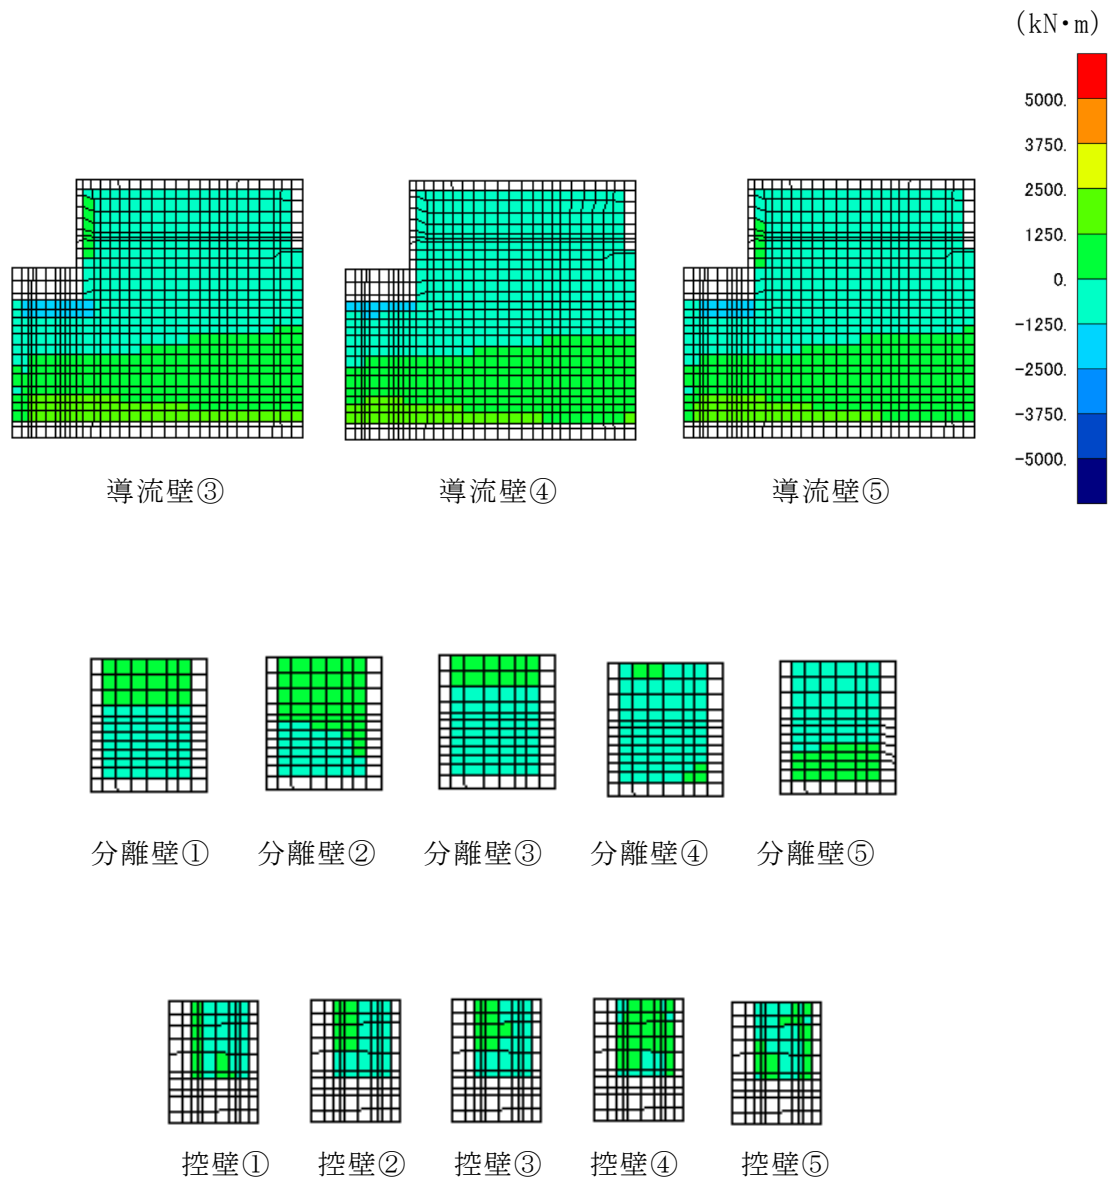 (kN・m)
5000.
3750.
2500.
1250.
0.
-1250.
-2500.
-3750.
-5000.
導流壁③ 導流壁④ 導流壁⑤
分離壁① 分離壁② 分離壁③ 分離壁④ 分離壁⑤
控壁① 控壁② 控壁③ 控壁④ 控壁⑤